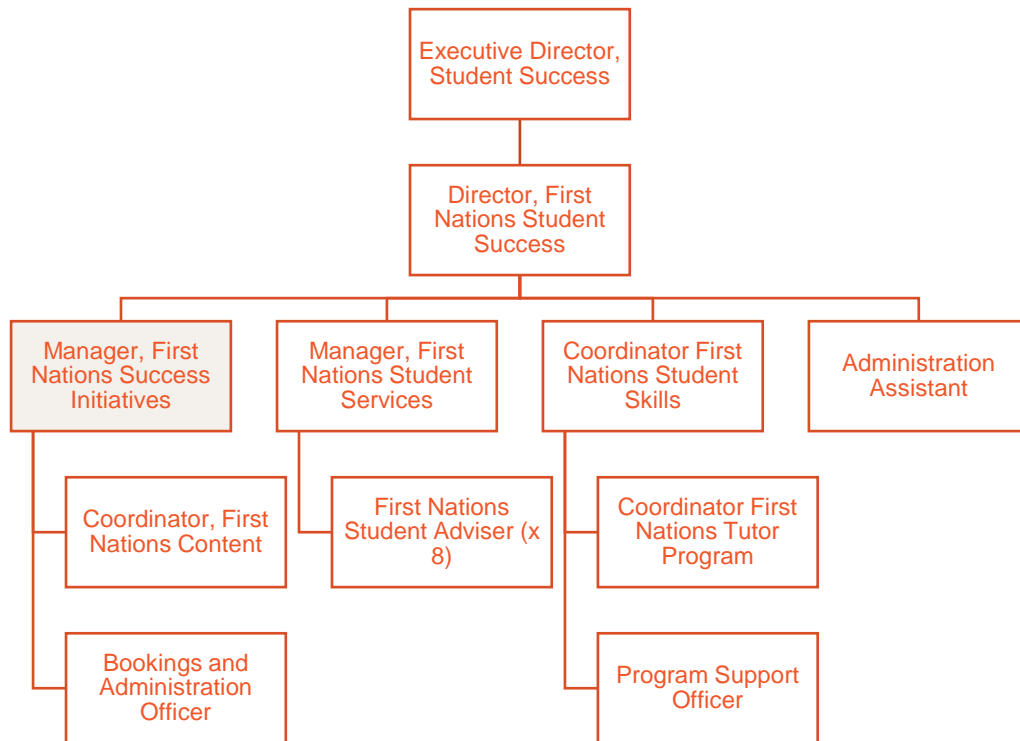 Executive Director,
Student Success
Director, First
Nations Student
Success
Manager, First
Nations Success
Initiatives
Manager, First
Nations Student
Services
Coordinator First
Nations Student
Skills
Administration
Assistant
Coordinator, First
Nations Content
First Nations
Student Adviser (x
8)
Coordinator First
Nations Tutor
Program
Bookings and
Administration
Officer
Program Support
Officer